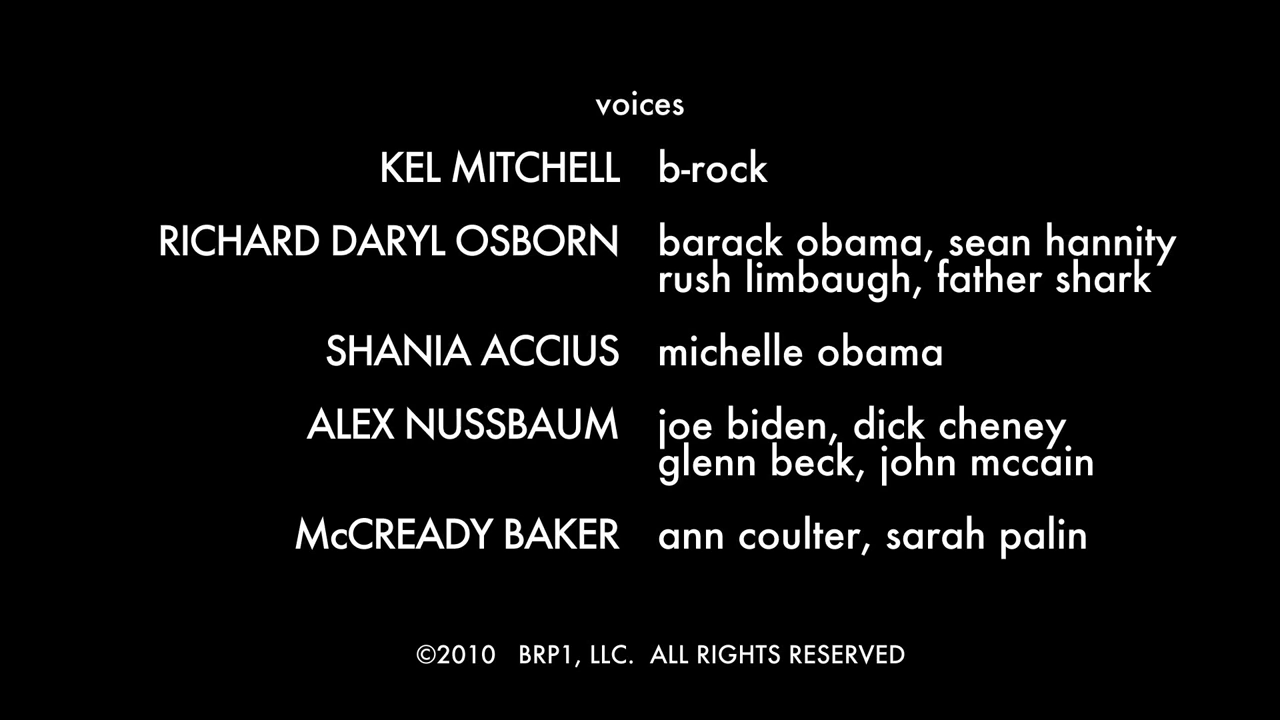 voices
KEL MITCHELL b-rock
RICHARD DARYL OSBORN barack obama, sean hannity
rush limbaugh, father shark
SHANIA ACCIUS michelle obama
ALEX NUSSBAUM joe biden, dick cheney
glenn beck, john mccain
McCREADY BAKER ann coulter, sarah palin
©2010 BRP1, LLC. ALL RIGHTS RESERVED